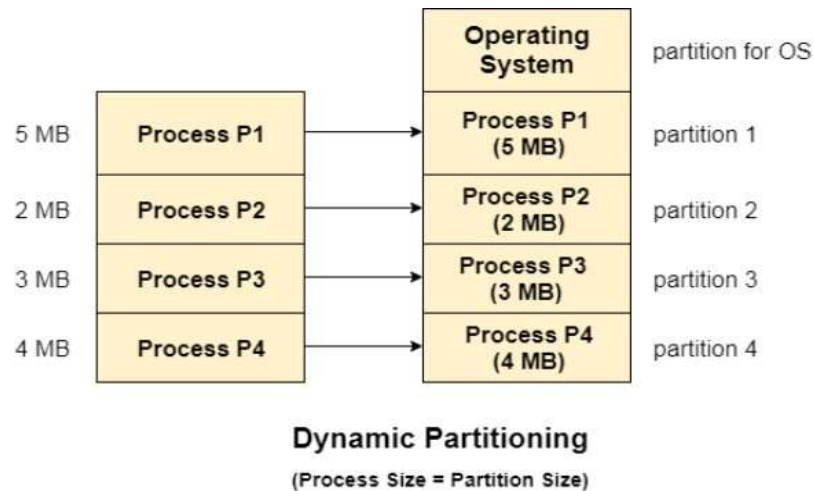 Operating
System
partition for OS
5 MB
Process P1
Process P1
(5 MB)
partition 1
2 MB
Process P2
Process P2
(2 MB)
partition 2
3 MB
Process P3
Process P3
(3 MB)
partition 3
4 MB
Process P4
Process P4
(4 MB)
partition 4
Dynamic Partitioning
(Process Size = Partition Size)